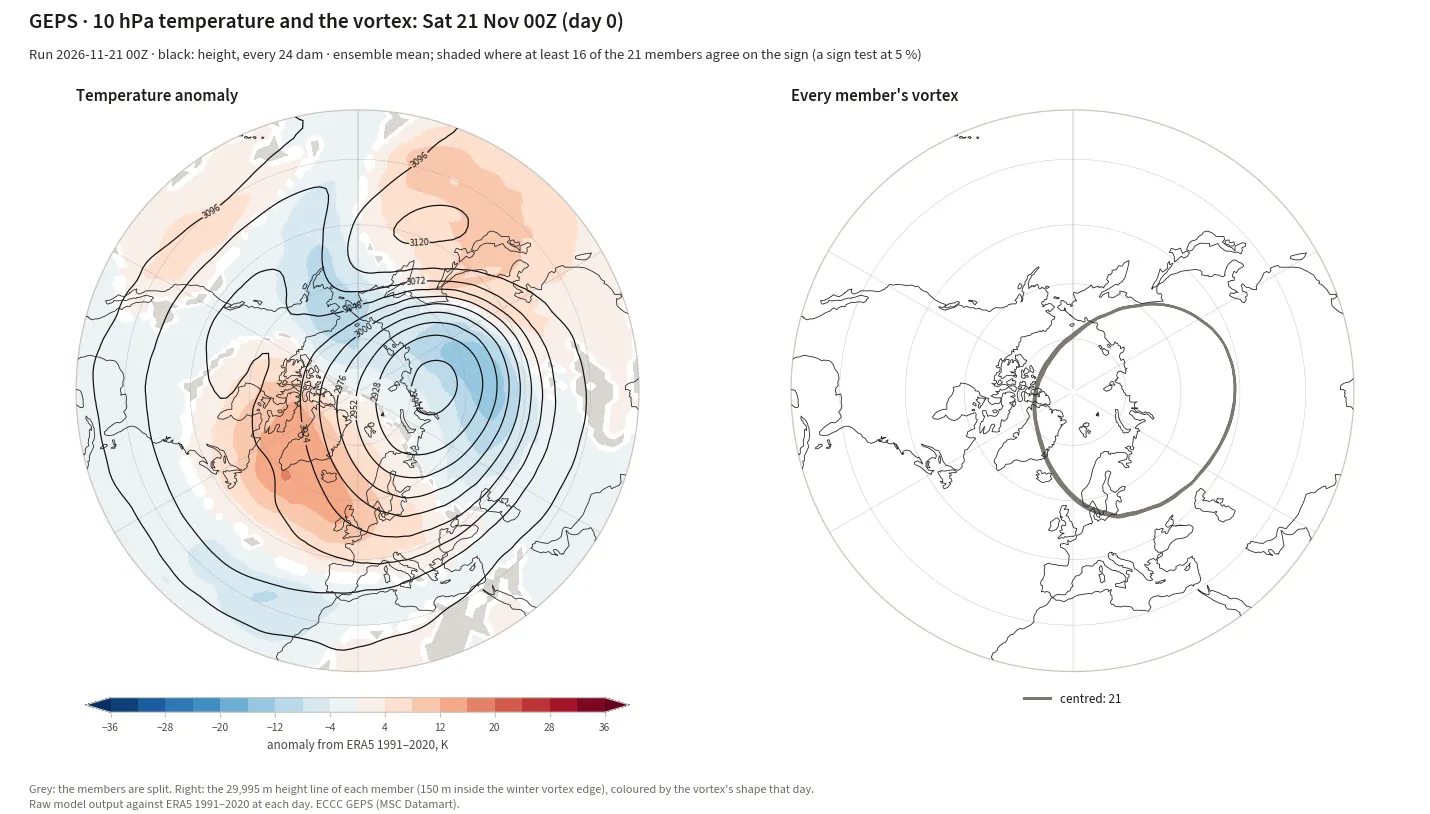 GEPS · 10 hPa temperature and the vortex: Sat 21 Nov 00Z (day 0)
Run 2026-11-21 00Z · black: height, every 24 dam · ensemble mean; shaded where at least 16 of the 21 members agree on the sign (a sign test at 5 %)
Temperature anomaly
Every member's vortex
3096
3096
3120
3072
3048
3000
2976
2952
2928
centred: 21
−36 −28 −20 −12 −4 4 12 20 28 36
anomaly from ERA5 1991–2020, K
Grey: the members are split. Right: the 29,995 m height line of each member (150 m inside the winter vortex edge), coloured by the vortex's shape that day.
Raw model output against ERA5 1991–2020 at each day. ECCC GEPS (MSC Datamart).